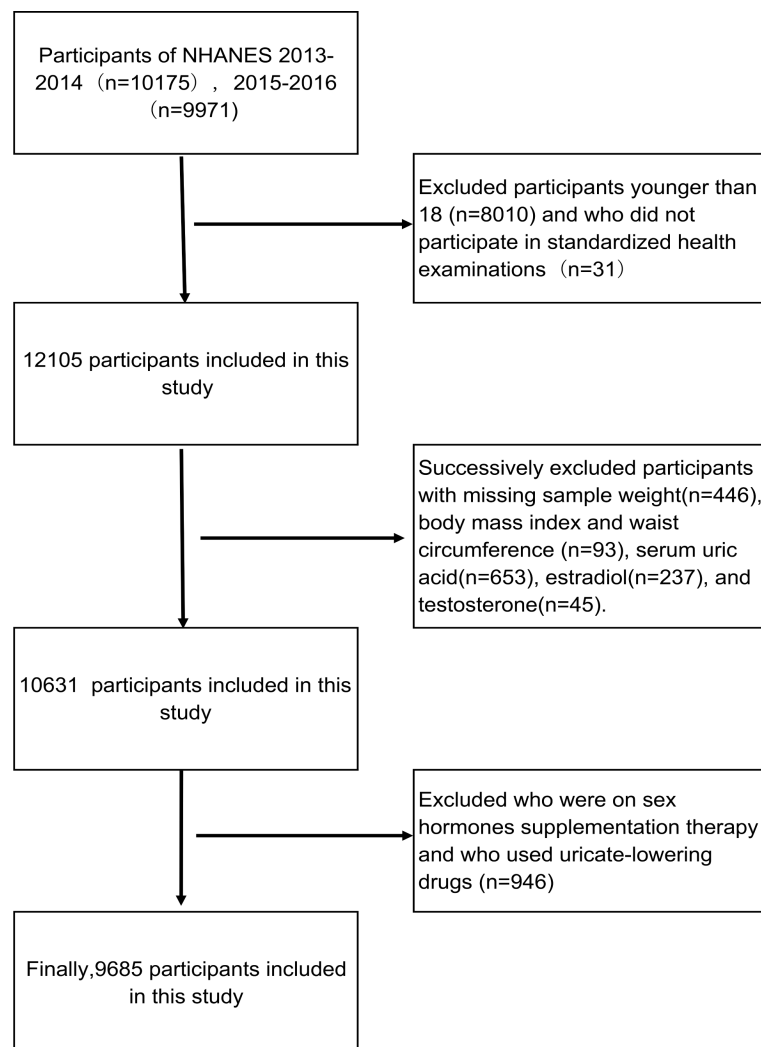 Participants of NHANES 2013-
2014（n=10175）, 2015-2016
（n=9971)
Excluded participants younger than
18 (n=8010) and who did not
participate in standardized health
examinations（n=31）
12105 participants included in this
study
Successively excluded participants
with missing sample weight(n=446),
body mass index and waist
circumference (n=93), serum uric
acid(n=653), estradiol(n=237), and
testosterone(n=45).
10631 participants included in this
study
Excluded who were on sex
hormones supplementation therapy
and who used uricate-lowering
drugs (n=946)
Finally,9685 participants included
in this study